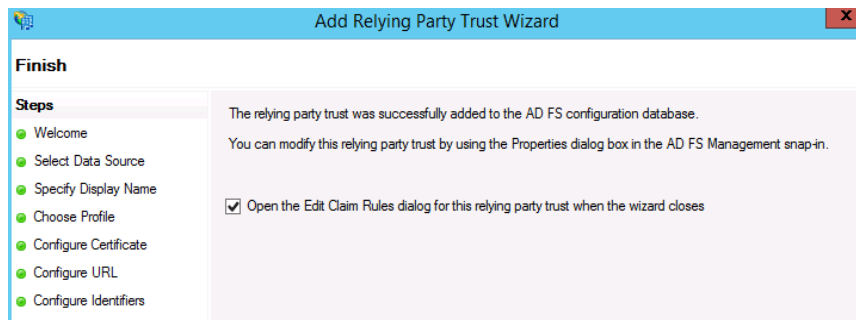 Add Relying Party Trust Wizard
x
Finish
Steps
Welcome
Select Data Source
Specify Display Name
Choose Profile
Configure Certificate
Configure URL
Configure Identifiers
The relying party trust was successfully added to the AD FS configuration database.
You can modify this relying party trust by using the Properties dialog box in the AD FS Management snap-in.
Open the Edit Claim Rules dialog for this relying party trust when the wizard closes